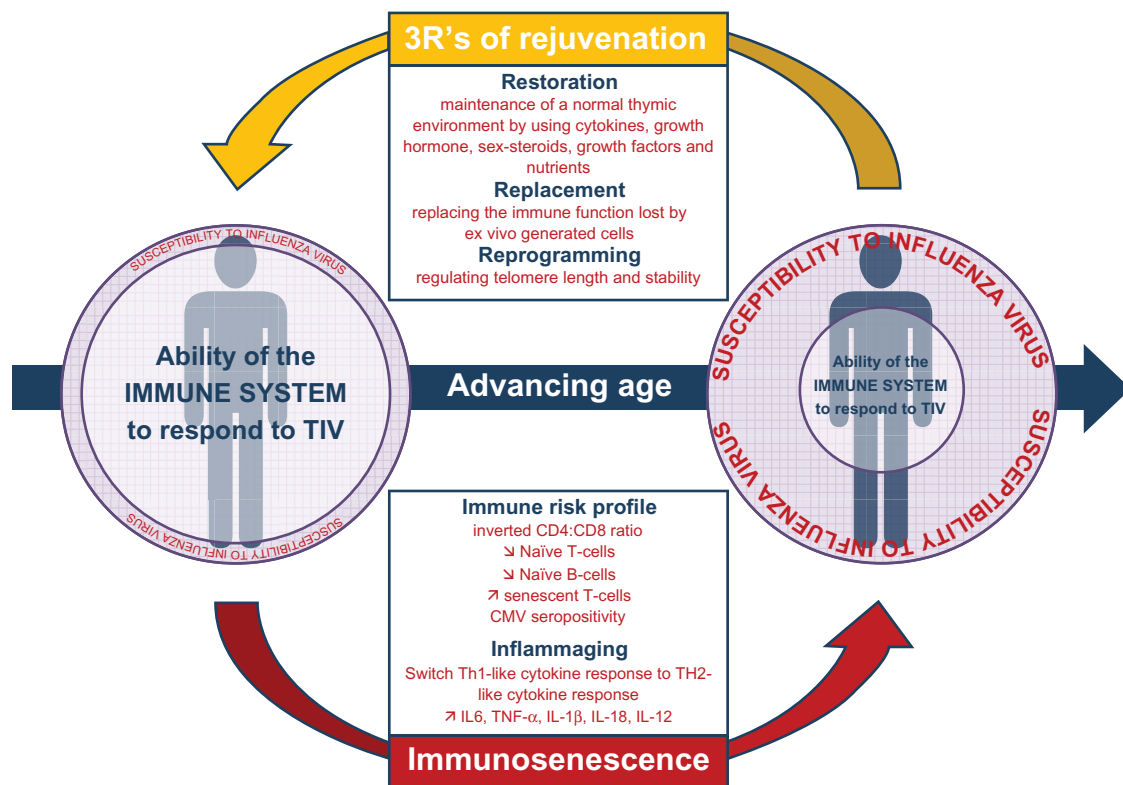 3R's of rejuvenation
Restoration
maintenance of a normal thymic
environment by using cytokines, growth
hormone, sex-steroids, growth factors and
nutrients
Replacement
replacing the immune function lost by
ex vivo generated cells
Reprogramming
regulating telomere length and stability
SUSCEPTIBILITY TO INFLUENZA VIRUS
Ability of the
IMMUNE SYSTEM
to respond to TIV
SUSCEPTIBILITY TO INFLUENZA VIRUS
Advancing age
SUSCEPTIBILITY TO INFLUENZA VIRUS
Ability of the
IMMUNE SYSTEM
to respond to TIV
SUSCEPTIBILITY TO INFLUENZA VIRUS
Immune risk profile
inverted CD4:CD8 ratio
↘ Naïve T-cells
↘ Naïve B-cells
↗ senescent T-cells
CMV seropositivity
Inflammaging
Switch Th1-like cytokine response to TH2-
like cytokine response
↗ IL6, TNF-α, IL-1β, IL-18, IL-12
Immunosenescence